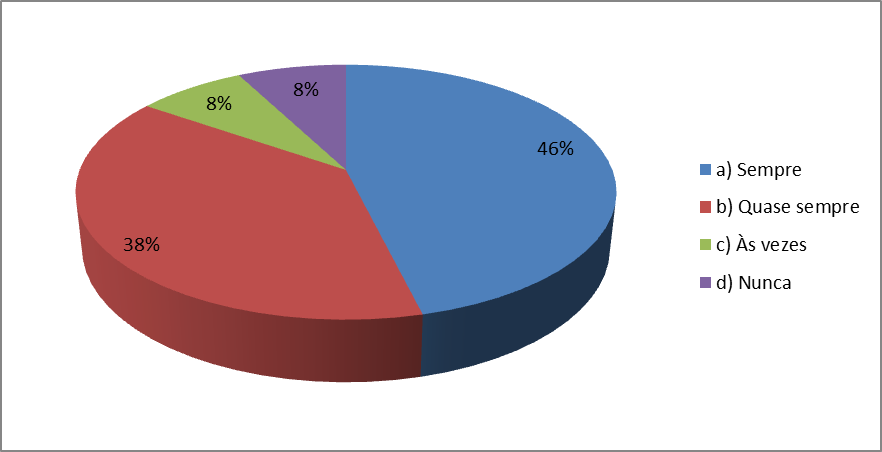 8%
8%
46%
38%
a) Sempre
b) Quase sempre
c) Às vezes
d) Nunca